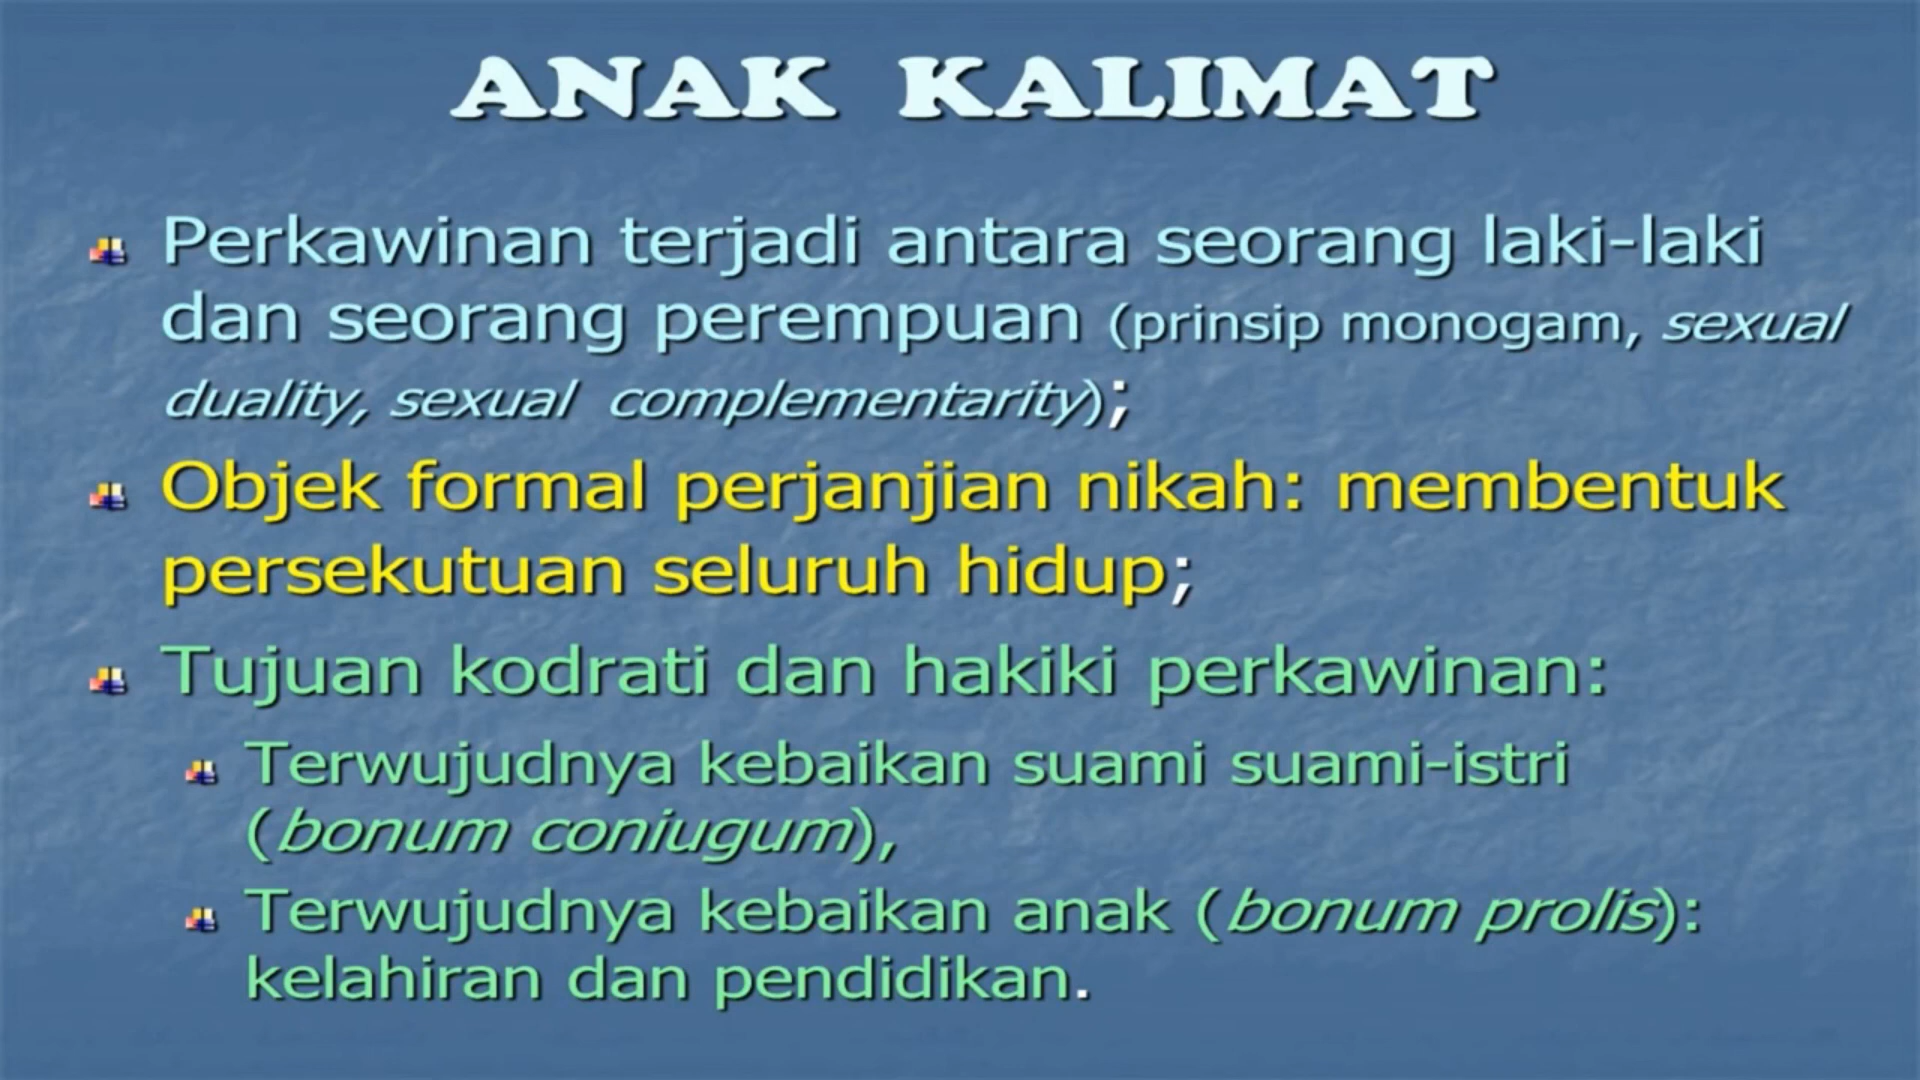 ANAK KALIMAT
Perkawinan terjadi antara seorang laki-laki
dan seorang perempuan (prinsip monogam, sexual
duality, sexual complementarity);
Objek formal perjanjian nikah: membentuk
persekutuan seluruh hidup;
Tujuan kodrati dan hakiki perkawinan:
Terwujudnya kebaikan suami suami-istri
(bonum coniugum),
Terwujudnya kebaikan anak (bonum prolis):
kelahiran dan pendidikan.